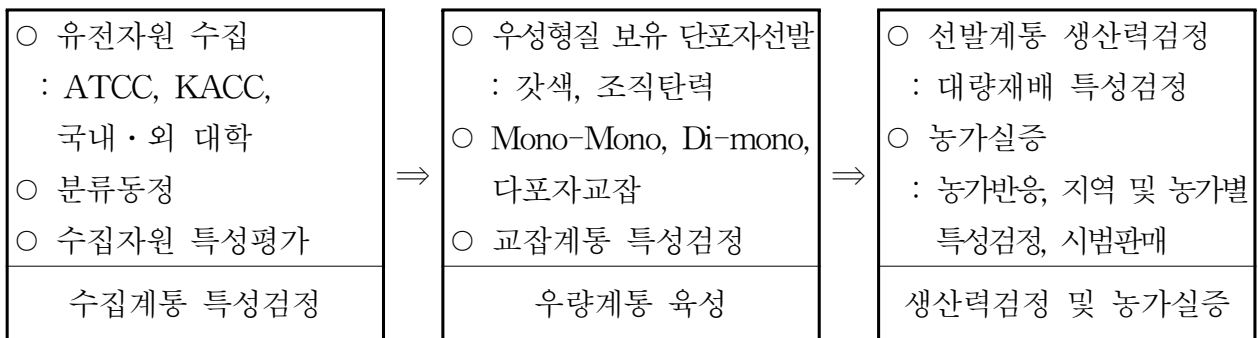 ○ 유전자원 수집
: ATCC, KACC,
국내·외 대학
○ 분류동정
○ 수집자원 특성평가
수집계통 특성검정
⇒
○ 우성형질 보유 단포자선발
: 갓색, 조직탄력
○ Mono-Mono, Di-mono,
다포자교잡
○ 교잡계통 특성검정
우량계통 육성
⇒
○ 선발계통 생산력검정
: 대량재배 특성검정
○ 농가실증
: 농가반응, 지역 및 농가별
특성검정, 시범판매
생산력검정 및 농가실증